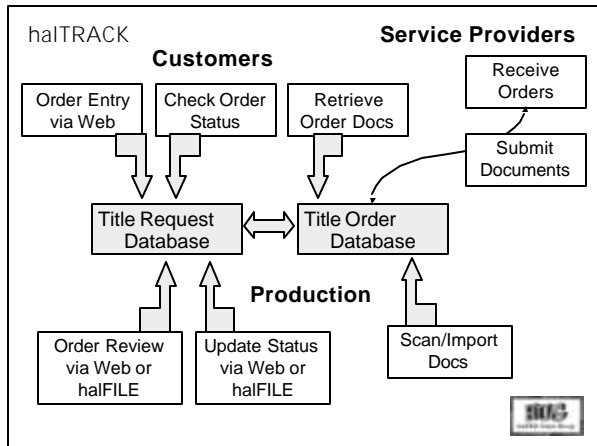 halTRACK
Service Providers
Customers
Receive
Orders
Order Entry
via Web
Check Order
Status
Retrieve
Order Docs
Submit
Documents
Title Request
Database
Title Order
Database
Production
Order Review
via Web or
halFILE
Update Status
via Web or
halFILE
Scan/Import
Docs